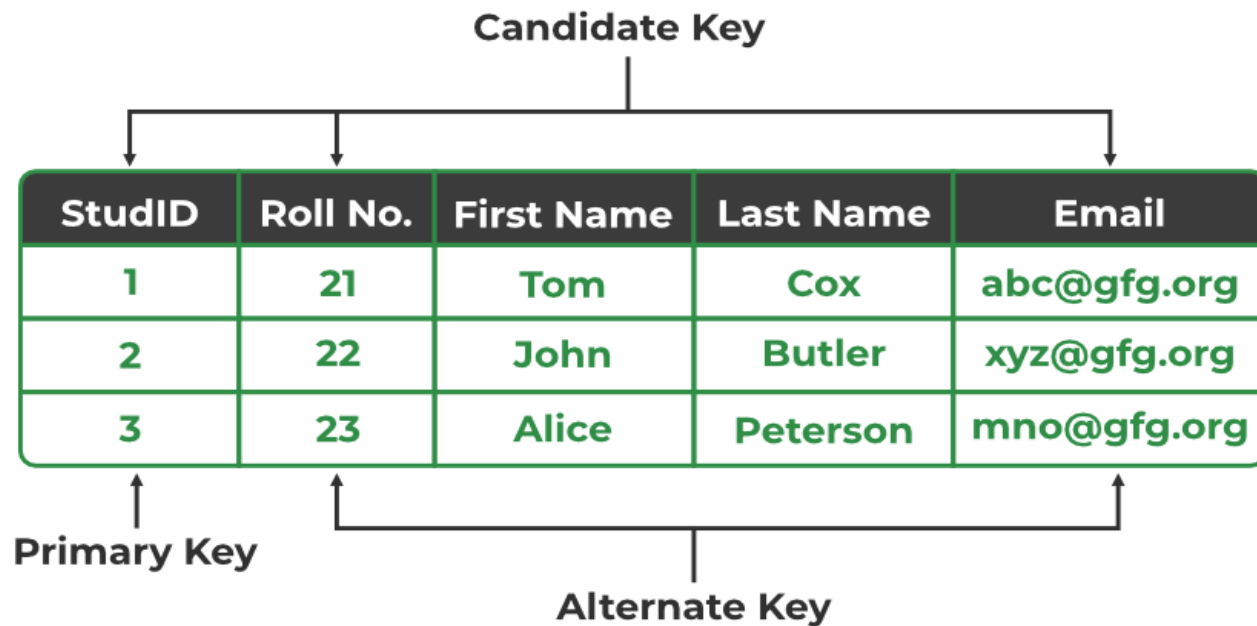 Candidate Key
StudID Roll No. First Name Last Name Email
1 21 Tom Cox abc@gfg.org
2 22 John Butler xyz@gfg.org
3 23 Alice Peterson mno@gfg.org
Primary Key
Alternate Key